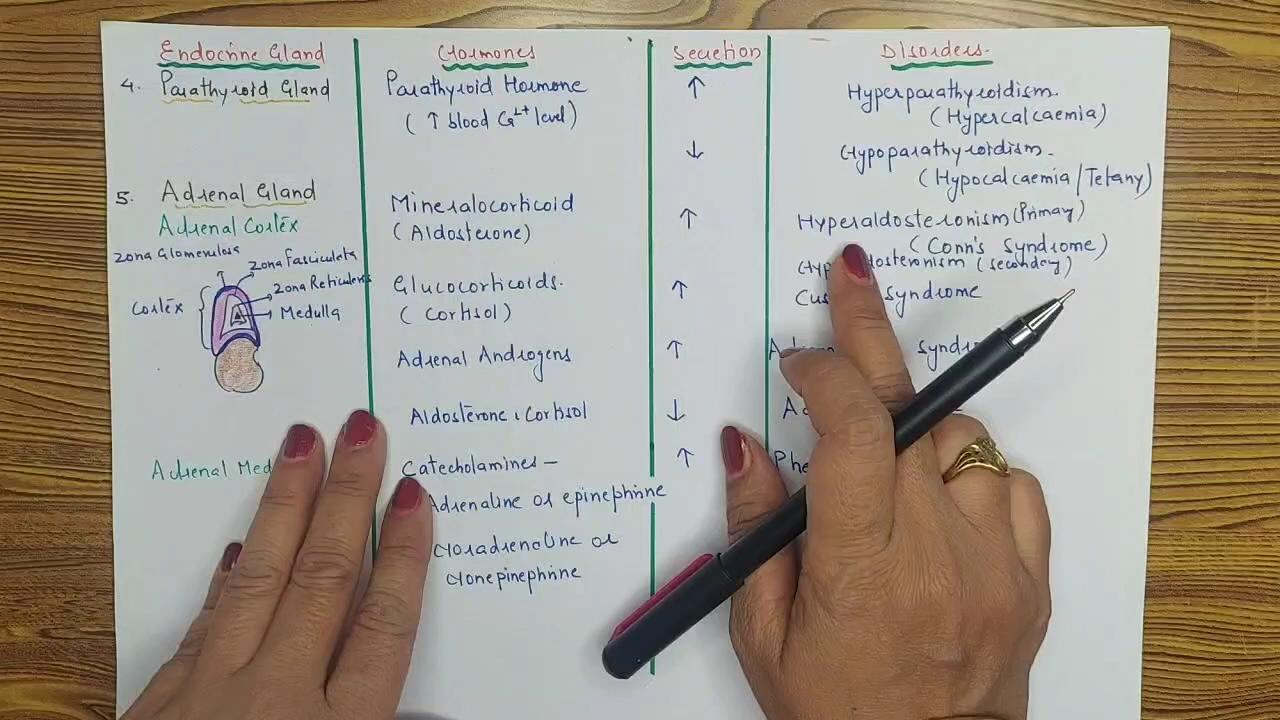 Endocrine Gland Hormones Secretion Disorders.
4. Parathyroid Gland Parathyroid Hormone ↑ Hyperparathyroidism.
( ↑ blood Ca2+ level) (Hypercalcaemia)
↓ Hypoparathyroidism.
(Hypocalcaemia/Tetany)
5. Adrenal Gland
Adrenal Cortex
Mineralocorticoid ↑ Hyperaldosteronism (Primary)
(Aldosterone) (Conn's Syndrome)
Zona Glomerulosa
Zona Fasciculata
Zona Reticularis
Cortex
Medulla
(secondary)
Glucocorticoids. ↑ Syndrome
( Cortisol)
Adrenal Androgens ↑
Aldosterone, Cortisol ↓
Adrenal Catecholamines – ↑
Adrenaline or epinephrine
Noradrenaline or
Norepinephrine